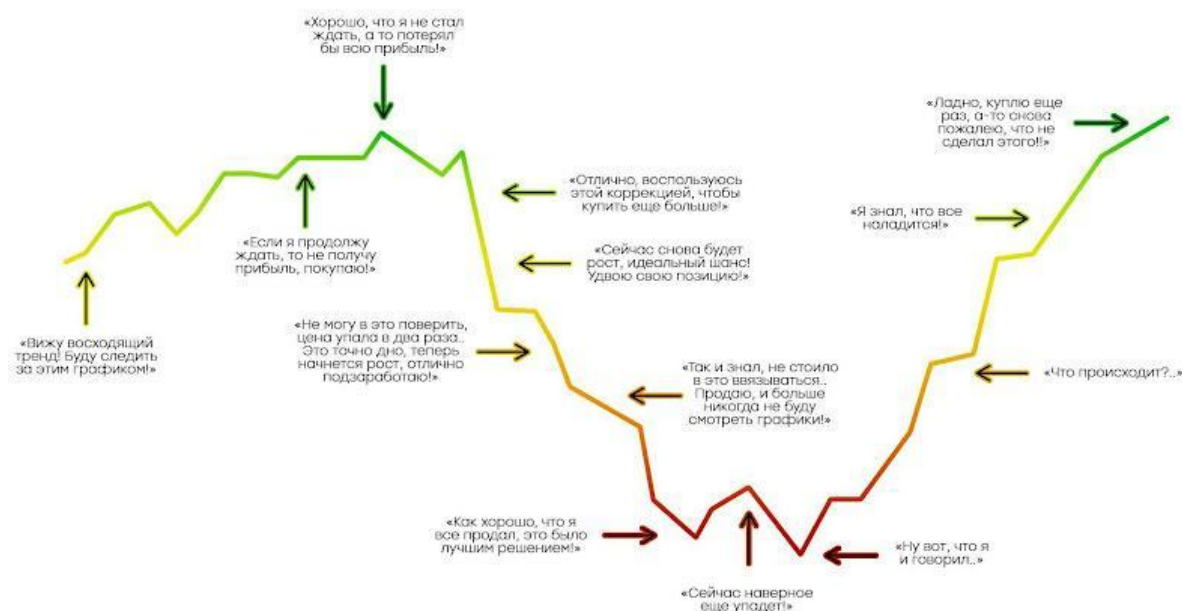 «Хорошо, что я не стал
ждать, а то потерял
бы всю прибыль!»
«Если я продолжу
ждать, то не получу
прибыль, покупаю!»
«Вижу восходящий
тренд! Буду следить
за этим графиком!»
«Отлично, воспользуюсь
этой коррекцией, чтобы
купить еще больше!»
«Сейчас снова будет
рост, идеальный шанс!
Удвою свою позицию!»
«Не могу в это поверить,
цена упала в два раза..
Это точно дно, теперь
начнется рост, отлично
подзаработаю!»
«Так и знал, не стоило
в это ввязываться..
Продаю, и больше
никогда не буду
смотреть графики!»
«Как хорошо, что я
все продал, это было
лучшим решением!»
«Сейчас наверное
еще упадет!»
«Ну вот, что я
и говорил..»
«Что происходит?..»
«Я знал, что все
наладится!»
«Ладно, куплю еще
раз, а-то снова
пожалею, что не
сделал этого!!»